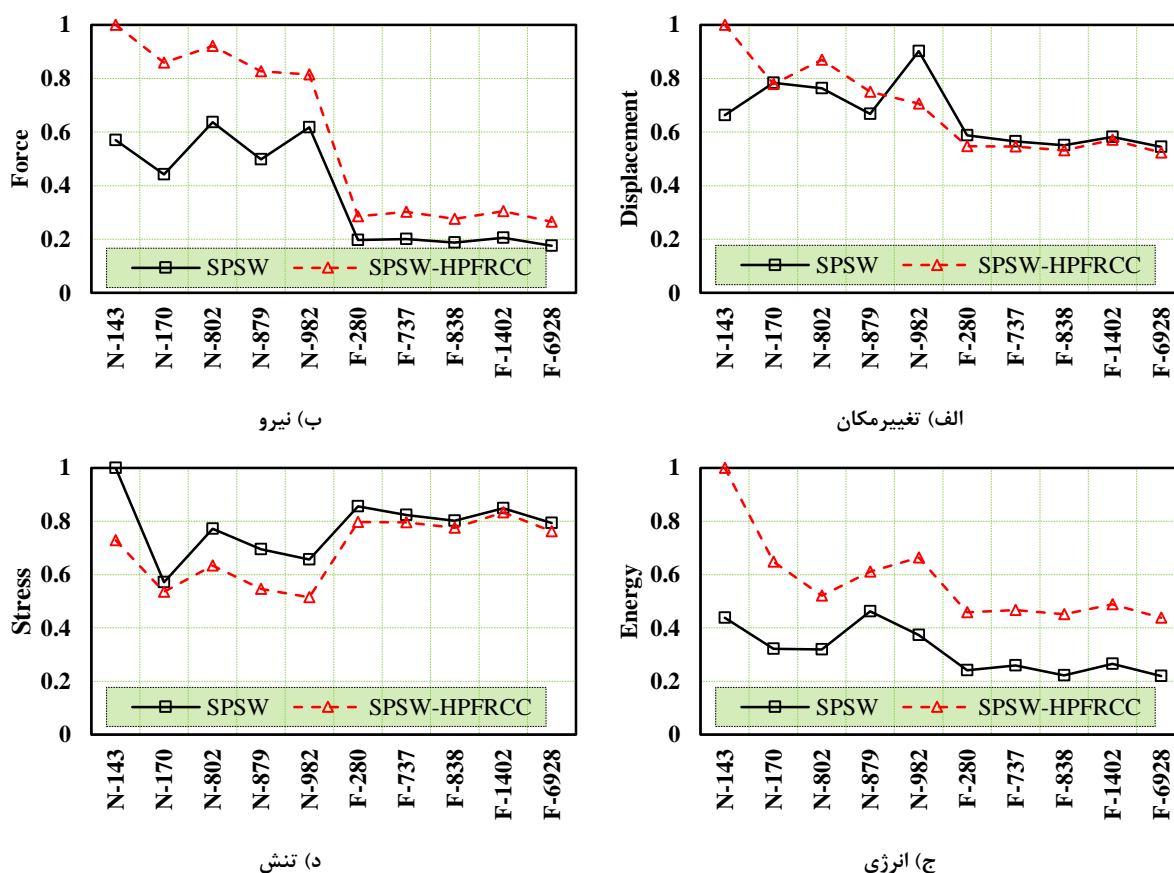 1
0.8
0.6
0.4
0.2
0
Force
SPSW
SPSW-HPFRCC
N-143
N-170
N-802
N-879
N-982
F-280
F-737
F-838
F-1402
F-6928
ب) نیرو
1
0.8
0.6
0.4
0.2
0
Displacement
SPSW
SPSW-HPFRCC
N-143
N-170
N-802
N-879
N-982
F-280
F-737
F-838
F-1402
F-6928
الف) تغییرمکان
1
0.8
0.6
0.4
0.2
0
Stress
SPSW
SPSW-HPFRCC
N-143
N-170
N-802
N-879
N-982
F-280
F-737
F-838
F-1402
F-6928
د) تنش
1
0.8
0.6
0.4
0.2
0
Energy
SPSW
SPSW-HPFRCC
N-143
N-170
N-802
N-879
N-982
F-280
F-737
F-838
F-1402
F-6928
ج) انرژی